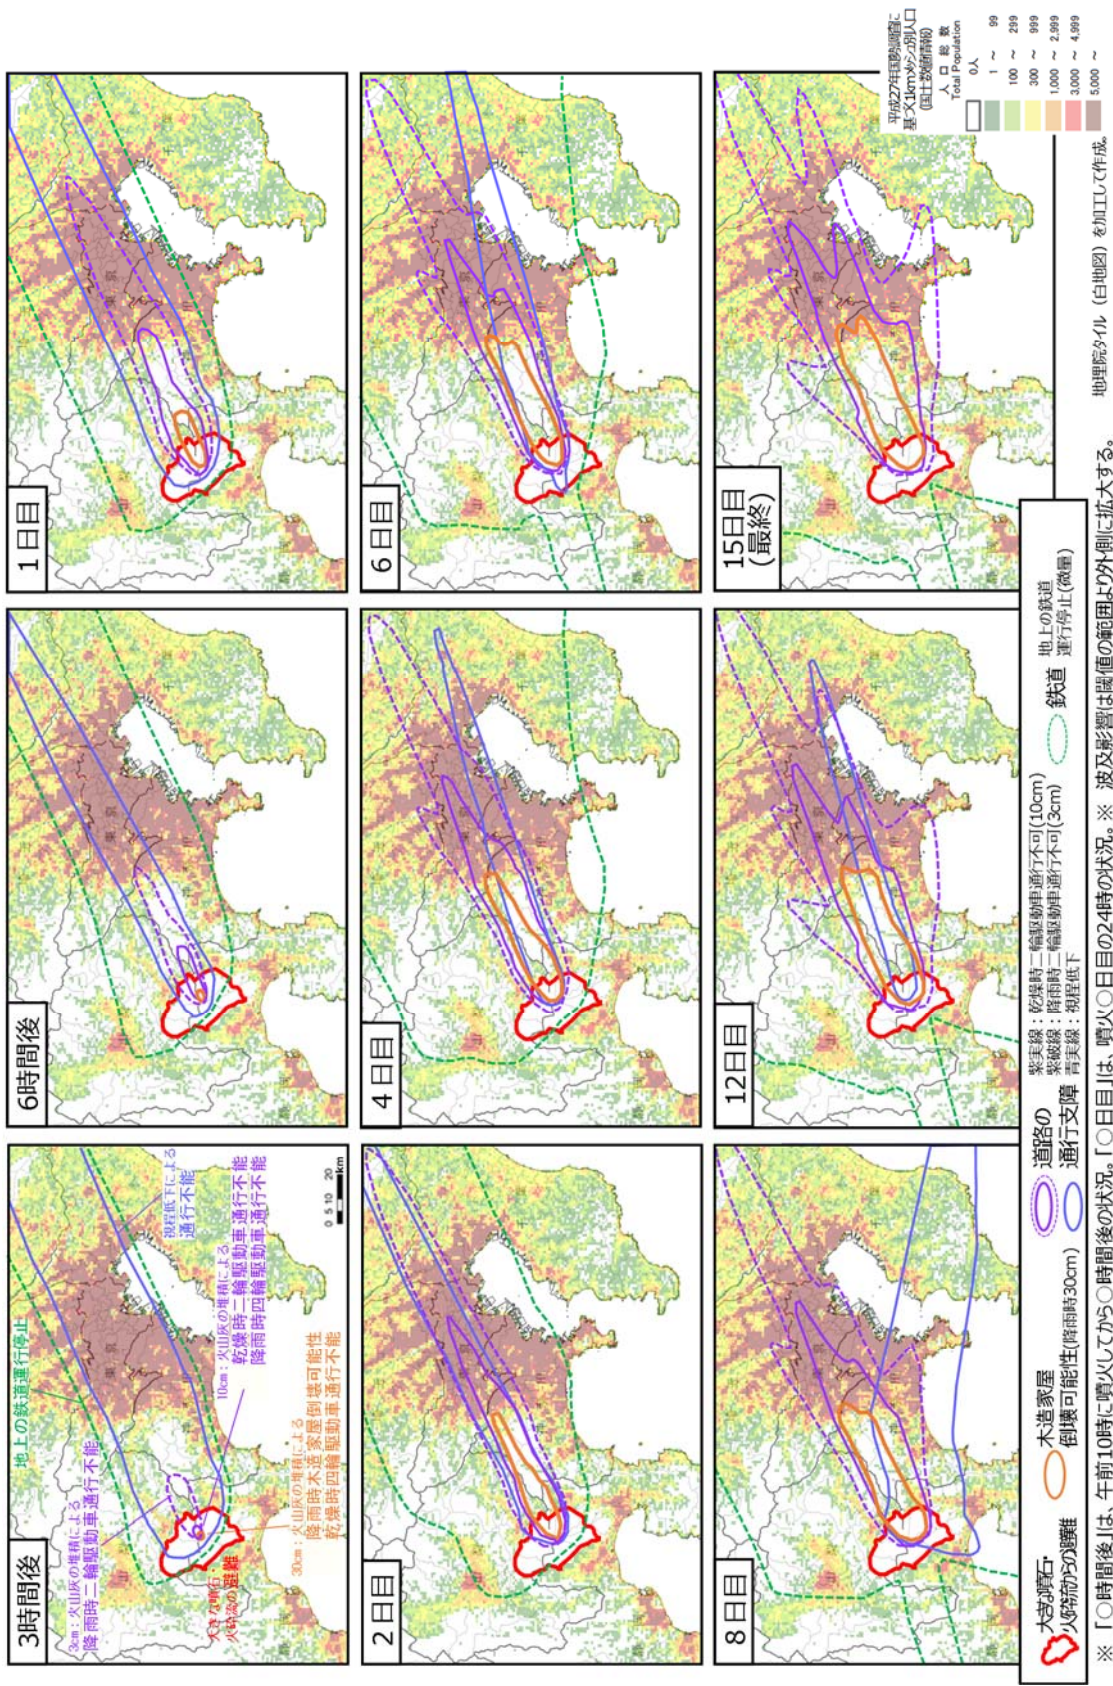 3時間後
地上の鉄道運行停止
3cm：火山灰の堆積による
降雨時二輪駆動車通行不能
視程低下による
通行不能
10cm：火山灰の堆積による
乾燥時二輪駆動車通行不能
降雨時四輪駆動車通行不能
大きな噴石・
火砕流の避難
30cm：火山灰の堆積による
降雨時木造家屋倒壊可能性
乾燥時四輪駆動車通行不能
0 5 10 20
km
6時間後
1日目
2日目
4日目
6日目
8日目
12日目
15日目
(最終)
平成27年国勢調査に
基づく1kmメッシュ別人口
(国土数値情報)
人口総数
Total Population
0人
1 ～ 99
100 ～ 299
300 ～ 999
1,000 ～ 2,999
3,000 ～ 4,999
5,000 ～
大きな噴石・
火砕流からの避難
木造家屋
倒壊可能性(降雨時30cm)
道路の
通行支障
紫実線：乾燥時二輪駆動車通行不可(10cm)
紫破線：降雨時二輪駆動車通行不可(3cm)
青実線：視程低下
鉄道
地上の鉄道
運行停止(微量)
※「○時間後」は、午前10時に噴火してから○時間後の状況。「○日目」は、噴火○日目の24時の状況。※ 波及影響は閾値の範囲より外側に拡大する。
地理院タイル（白地図）を加工して作成。